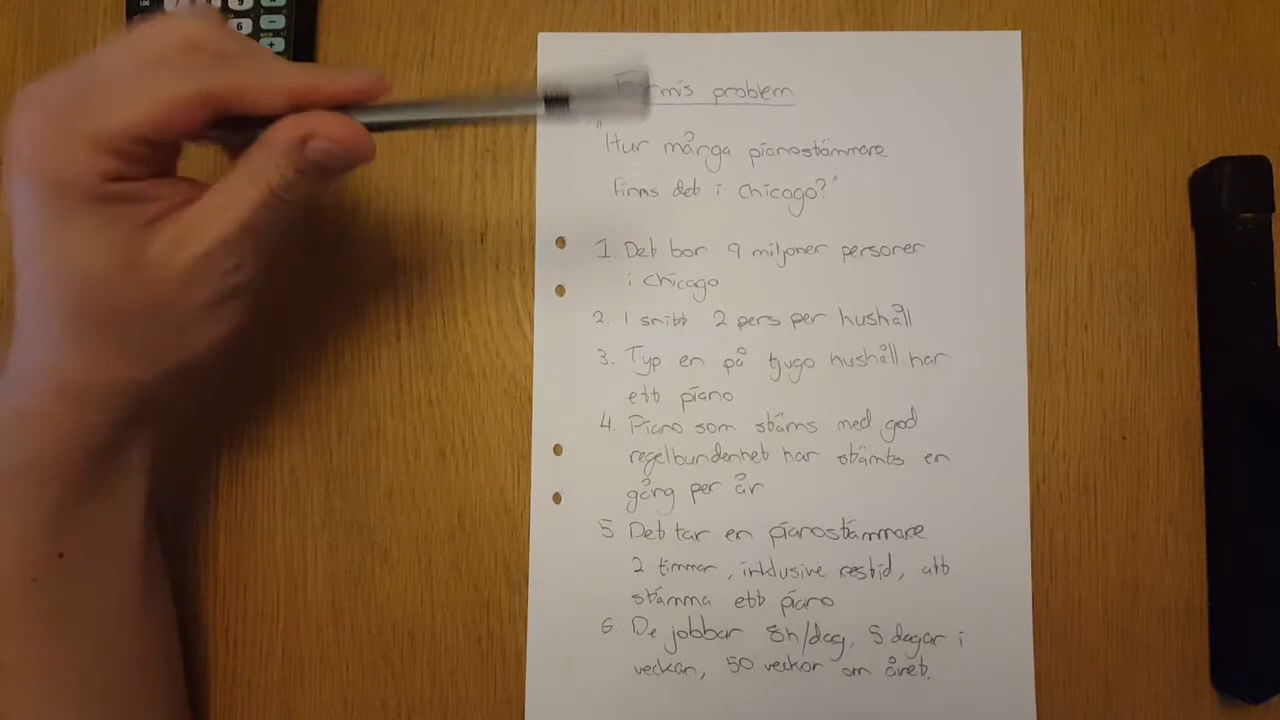 Fermis problem
"Hur många pianostämmare
finns det i Chicago?"
1. Det bor 9 miljoner personer
i Chicago
2. I snitt 2 pers per hushåll
3. Typ en på tjugo hushåll har
ett piano
4. Piano som stäms med god
regelbundenhet har stämts en
gång per år
5 Det tar en pianostämmare
2 timmar, inklusive restid, att
stämma ett piano
6. De jobbar 8h/dag, 5 dagar i
veckan, 50 veckor om året.